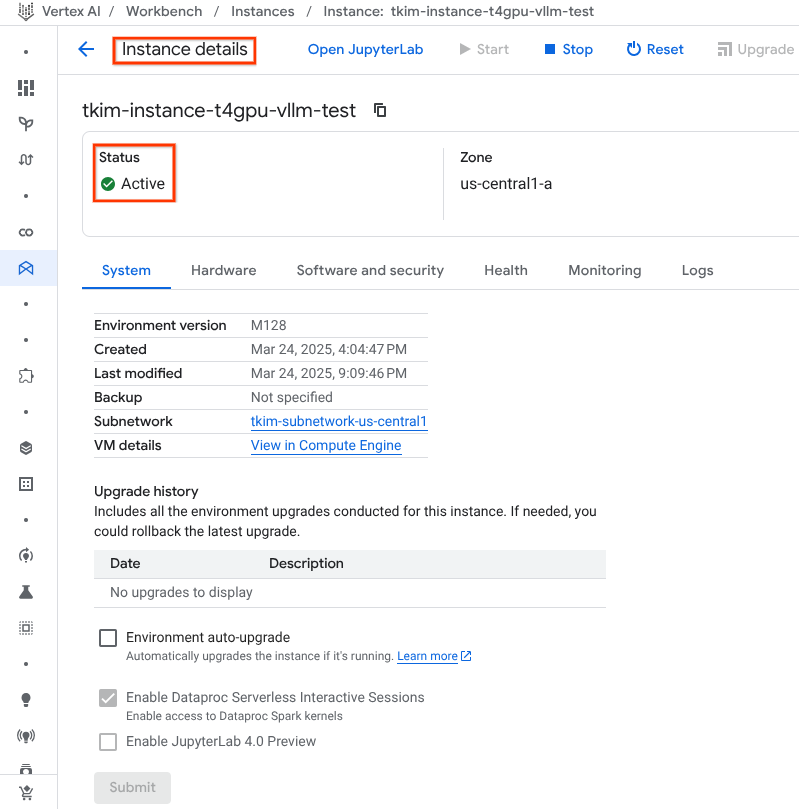 Vertex AI / Workbench / Instances / Instance: tkim-instance-t4gpu-vllm-test
Instance details Open JupyterLab Start Stop Reset Upgrade
tkim-instance-t4gpu-vllm-test
Status Zone
Active us-central1-a
System Hardware Software and security Health Monitoring Logs
Environment version M128
Created Mar 24, 2025, 4:04:47 PM
Last modified Mar 24, 2025, 9:09:46 PM
Backup Not specified
Subnetwork tkim-subnetwork-us-central1
VM details View in Compute Engine
Upgrade history
Includes all the environment upgrades conducted for this instance. If needed, you
could rollback the latest upgrade.
Date Description
No upgrades to display
Environment auto-upgrade
Automatically upgrades the instance if it's running. Learn more
Enable Dataproc Serverless Interactive Sessions
Enable access to Dataproc Spark kernels
Enable JupyterLab 4.0 Preview
Submit